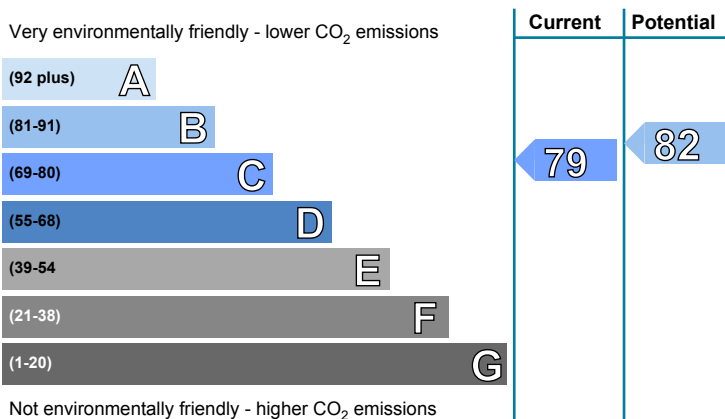 Very environmentally friendly - lower CO2 emissions
Current
Potential
(92 plus) A
(81-91) B
(69-80) C
(55-68) D
(39-54 E
(21-38) F
(1-20) G
79
82
Not environmentally friendly - higher CO2 emissions